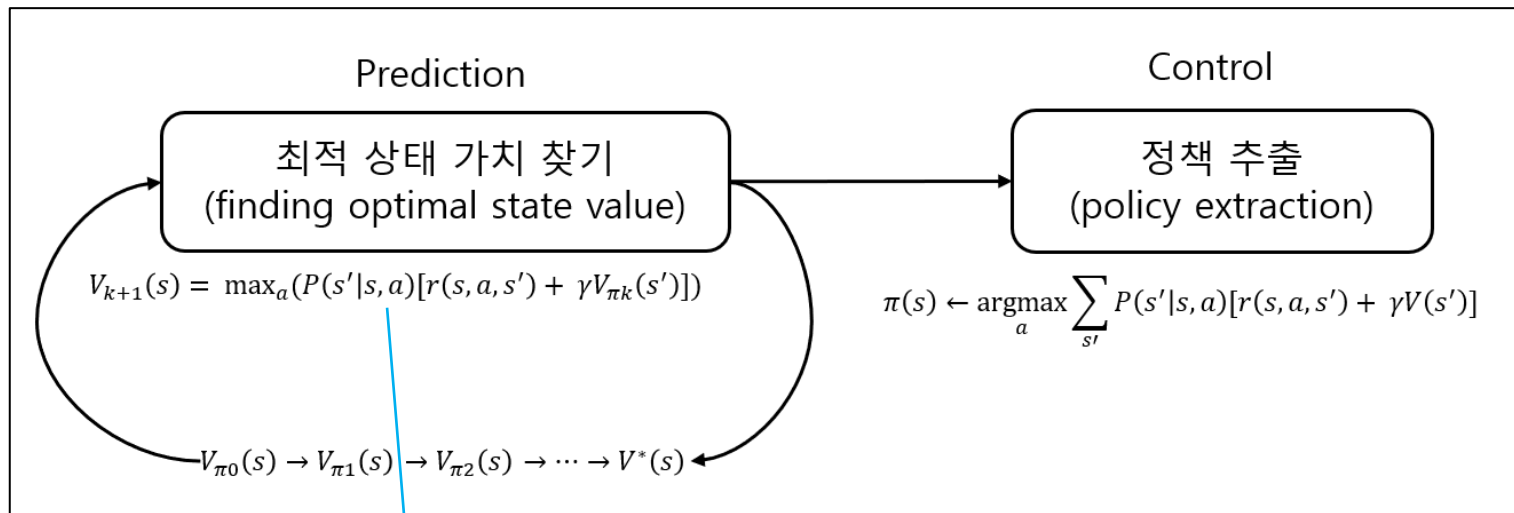 Prediction
최적 상태 가치 찾기
(finding optimal state value)
V_{k+1}(s) = max_a(P(s′|s,a)[r(s,a,s′) + γV_{πk}(s′)])
V_{π0}(s) → V_{π1}(s) → V_{π2}(s) → ⋯ → V^*(s)
Control
정책 추출
(policy extraction)
π(s) ← argmax_a ∑_{s′} P(s′|s,a)[r(s,a,s′) + γV(s′)]